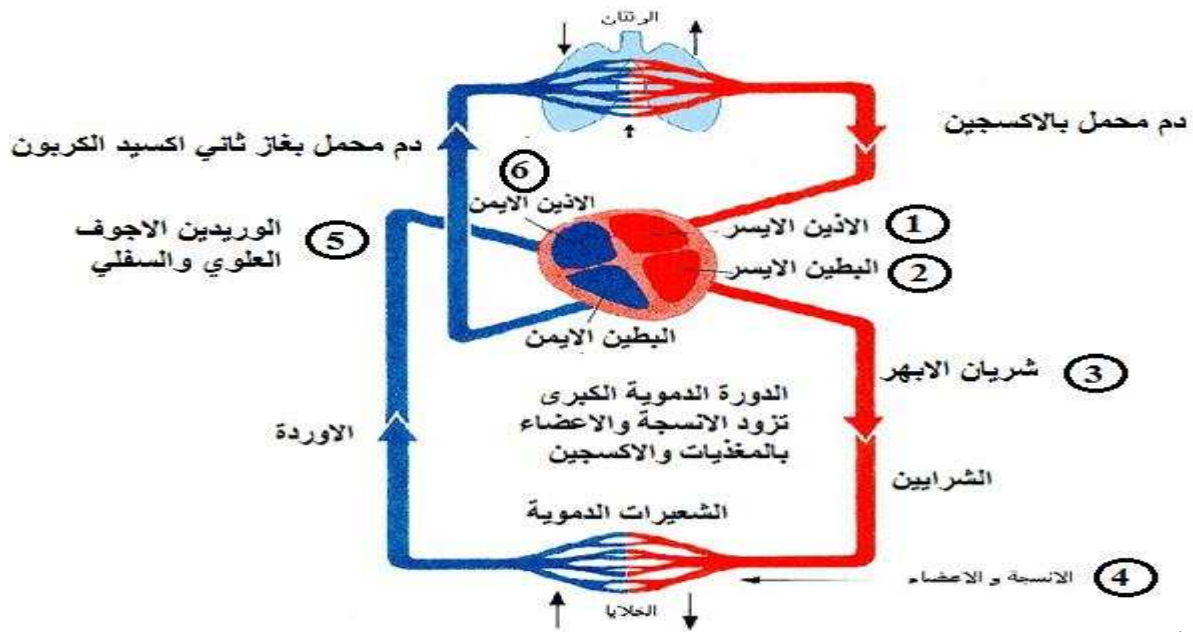 الرئتان
دم محمل بالاكسجين
دم محمل بغاز ثاني اكسيد الكربون
6
الاذين الايمن
الاذين الايسر 1
البطين الايسر 2
5 الوريدين الاجوف
العلوي والسفلي
البطين الايمن
شريان الابهر 3
الدورة الدموية الكبرى
تزود الانسجة والاعضاء
بالمغذيات والاكسجين
الاوردة
الشرايين
الشعيرات الدموية
الانسجة و الاعضاء 4
الخلايا